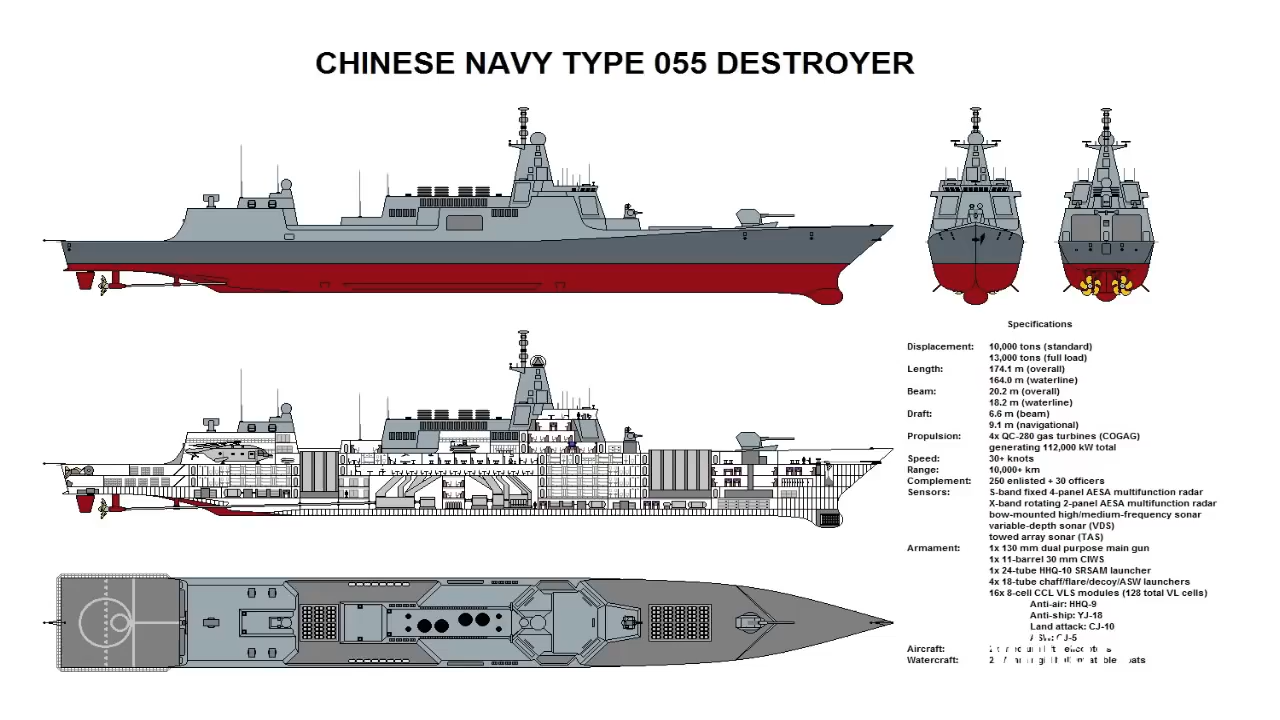 CHINESE NAVY TYPE 055 DESTROYER
Specifications
Displacement: 10,000 tons (standard)
13,000 tons (full load)
Length: 174.1 m (overall)
164.0 m (waterline)
Beam: 20.2 m (overall)
18.2 m (waterline)
Draft: 6.6 m (beam)
9.1 m (navigational)
Propulsion: 4x QC-280 gas turbines (COGAG)
generating 112,000 kW total
Speed: 30+ knots
Range: 10,000+ km
Complement: 250 enlisted + 30 officers
Sensors: S-band fixed 4-panel AESA multifunction radar
X-band rotating 2-panel AESA multifunction radar
bow-mounted high/medium-frequency sonar
variable-depth sonar (VDS)
towed array sonar (TAS)
Armament: 1x 130 mm dual purpose main gun
1x 11-barrel 30 mm CIWS
1x 24-tube HHQ-10 SRSAM launcher
4x 18-tube chaff/flare/decoy/ASW launchers
16x 8-cell CCL VLS modules (128 total VL cells)
Anti-air: HHQ-9
Anti-ship: YJ-18
Land attack: CJ-10
Aircraft:
Watercraft: